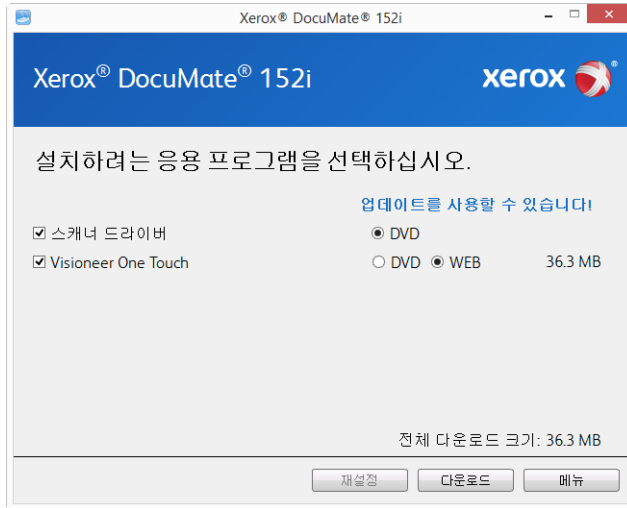 Xerox® DocuMate® 152i
Xerox® DocuMate® 152i
xerox®
설치하려는 응용 프로그램을 선택하십시오.
업데이트를 사용할 수 있습니다!
스캐너 드라이버 DVD
Visioneer One Touch DVD WEB 36.3 MB
전체 다운로드 크기: 36.3 MB
재설정 다운로드 메뉴